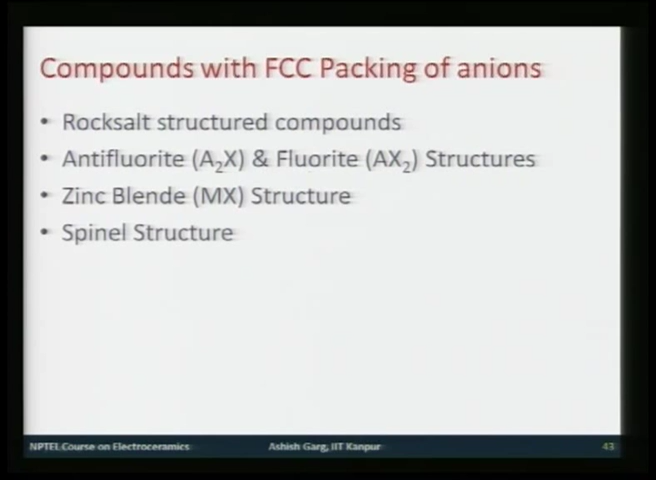 Compounds with FCC Packing of anions
• Rocksalt structured compounds
• Antifluorite (A₂X) & Fluorite (AX₂) Structures
• Zinc Blende (MX) Structure
• Spinel Structure
NPTEL Course on Electroceramics Ashish Garg, IIT Kanpur 43